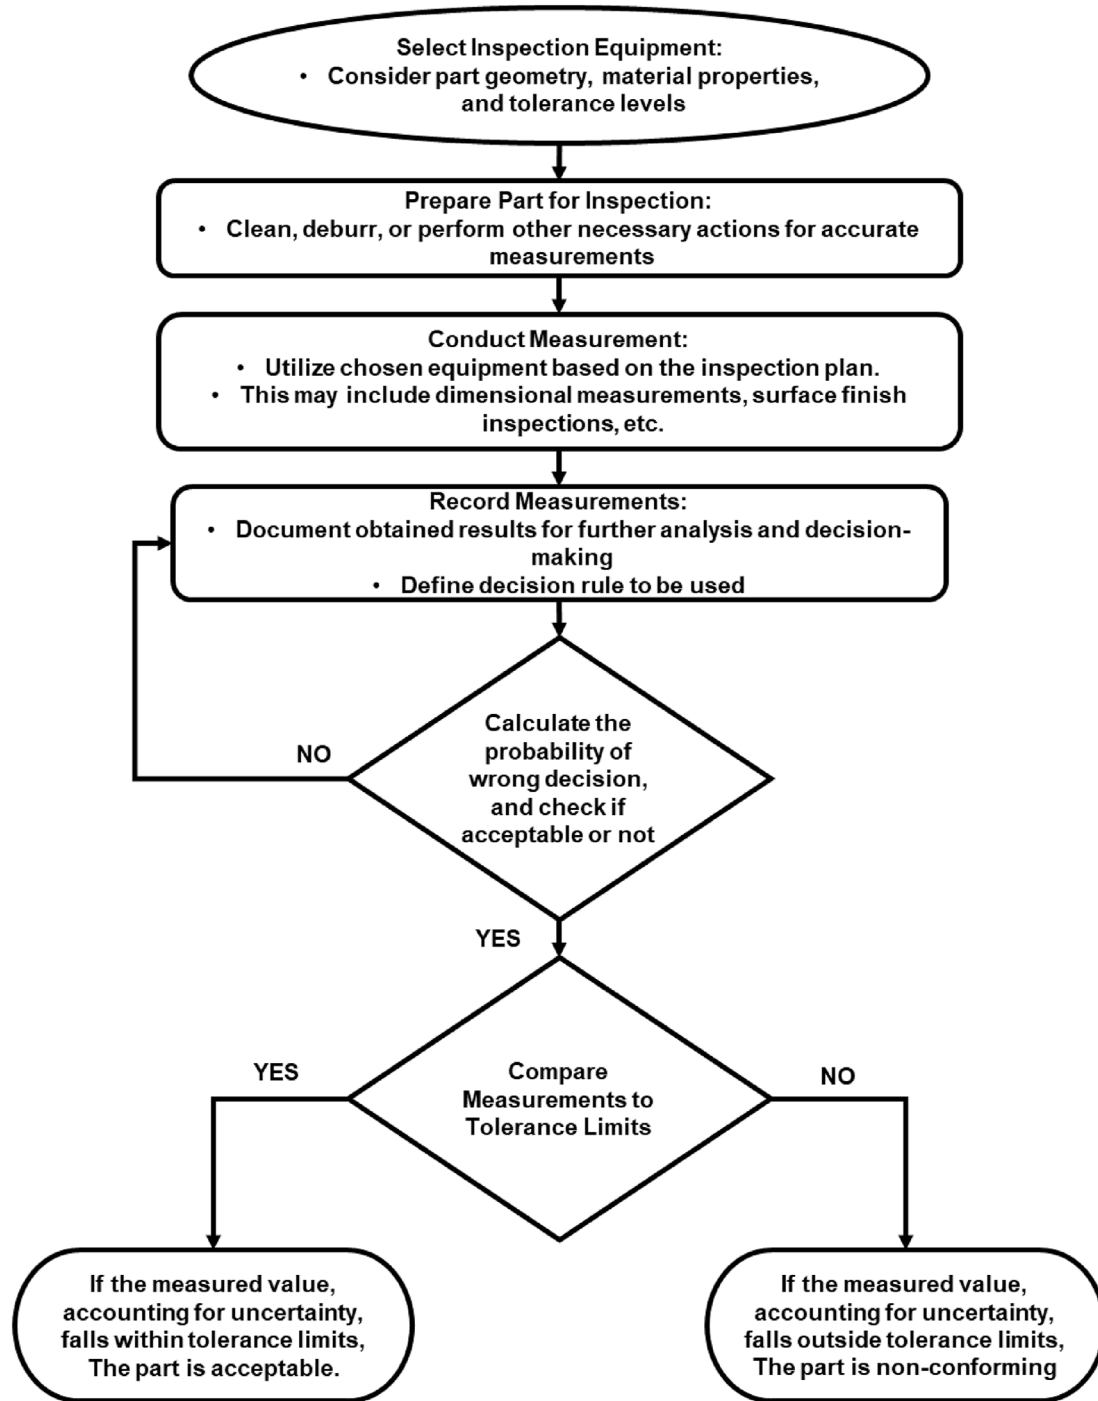 Select Inspection Equipment:
• Consider part geometry, material properties,
and tolerance levels
Prepare Part for Inspection:
• Clean, deburr, or perform other necessary actions for accurate
measurements
Conduct Measurement:
• Utilize chosen equipment based on the inspection plan.
• This may include dimensional measurements, surface finish
inspections, etc.
Record Measurements:
• Document obtained results for further analysis and decision-
making
• Define decision rule to be used
Calculate the
probability of
wrong decision,
and check if
acceptable or not
NO
YES
Compare
Measurements to
Tolerance Limits
YES
NO
If the measured value,
accounting for uncertainty,
falls within tolerance limits,
The part is acceptable.
If the measured value,
accounting for uncertainty,
falls outside tolerance limits,
The part is non-conforming